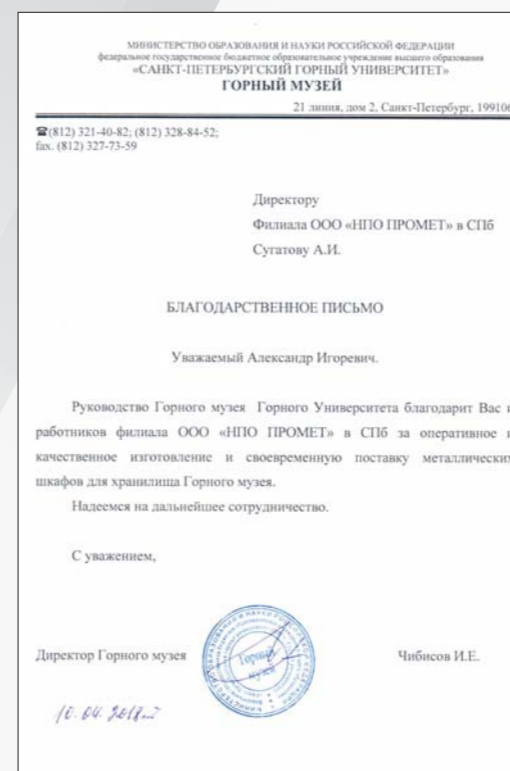 МИНИСТЕРСТВО ОБРАЗОВАНИЯ И НАУКИ РОССИЙСКОЙ ФЕДЕРАЦИИ
федеральное государственное бюджетное образовательное учреждение высшего образования
«САНКТ-ПЕТЕРБУРГСКИЙ ГОРНЫЙ УНИВЕРСИТЕТ»
ГОРНЫЙ МУЗЕЙ
21 линия, дом 2, Санкт-Петербург, 199106
☎(812) 321-40-82; (812) 328-84-52;
fax. (812) 327-73-59
Директору
Филиала ООО «НПО ПРОМЕТ» в СПб
Сугатову А.И.
БЛАГОДАРСТВЕННОЕ ПИСЬМО
Уважаемый Александр Игоревич.
Руководство Горного музея Горного Университета благодарит Вас и
работников филиала ООО «НПО ПРОМЕТ» в СПб за оперативное и
качественное изготовление и своевременную поставку металлических
шкафов для хранилища Горного музея.
Надеемся на дальнейшее сотрудничество.
С уважением,
Директор Горного музея
Горный
музей
Чибисов И.Е.
10.04.2018г.